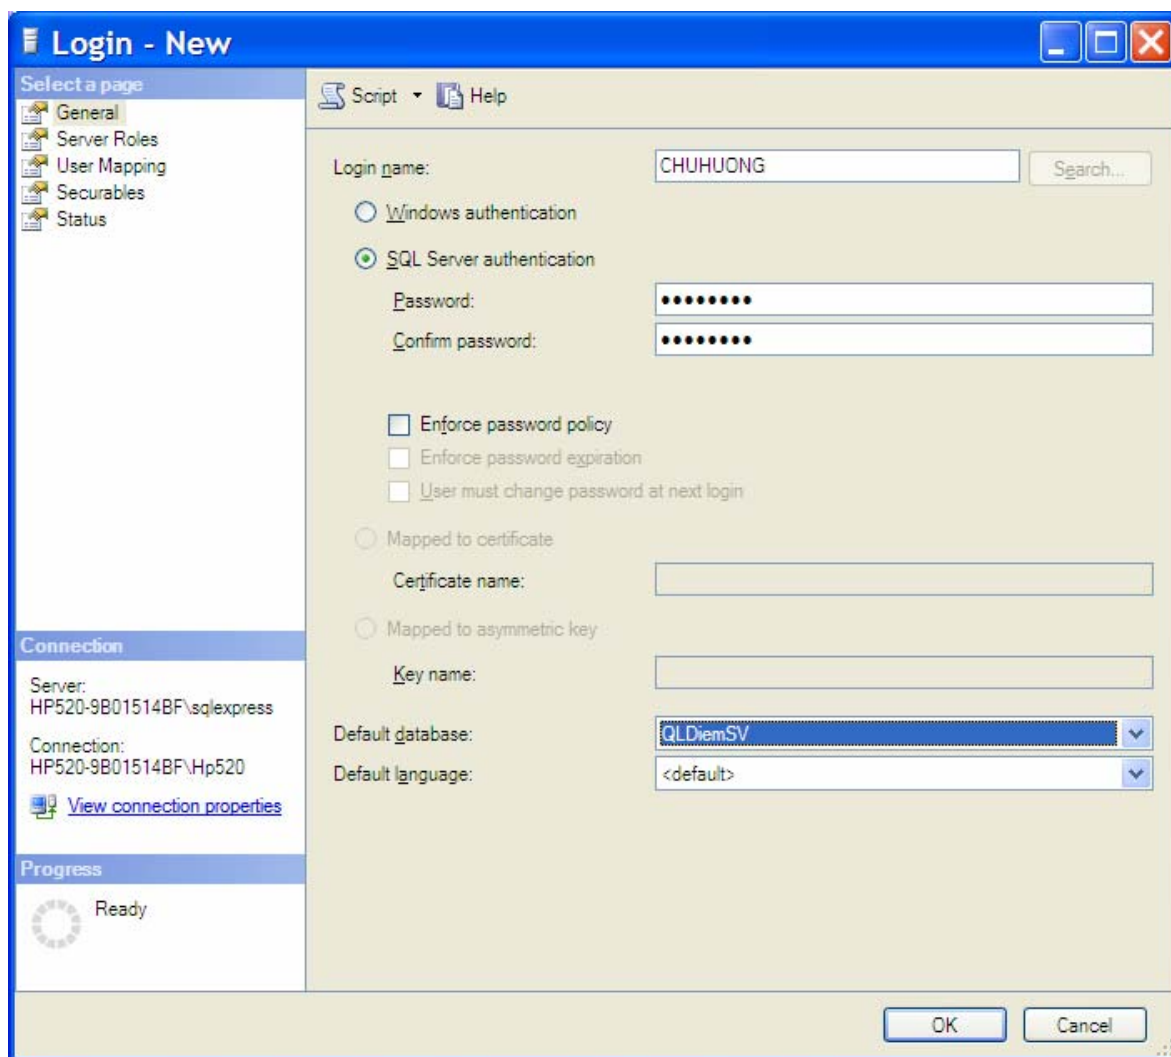 Login - New
Select a page
General
Server Roles
User Mapping
Securables
Status
Connection
Server:
HP520-9B01514BF\sqlexpress
Connection:
HP520-9B01514BF\Hp520
View connection properties
Progress
Ready
Script Help
Login name: CHUHUONG Search...
Windows authentication
SQL Server authentication
Password: ••••••••
Confirm password: ••••••••
Enforce password policy
Enforce password expiration
User must change password at next login
Mapped to certificate
Certificate name:
Mapped to asymmetric key
Key name:
Default database: QLDiemSV
Default language: <default>
OK Cancel